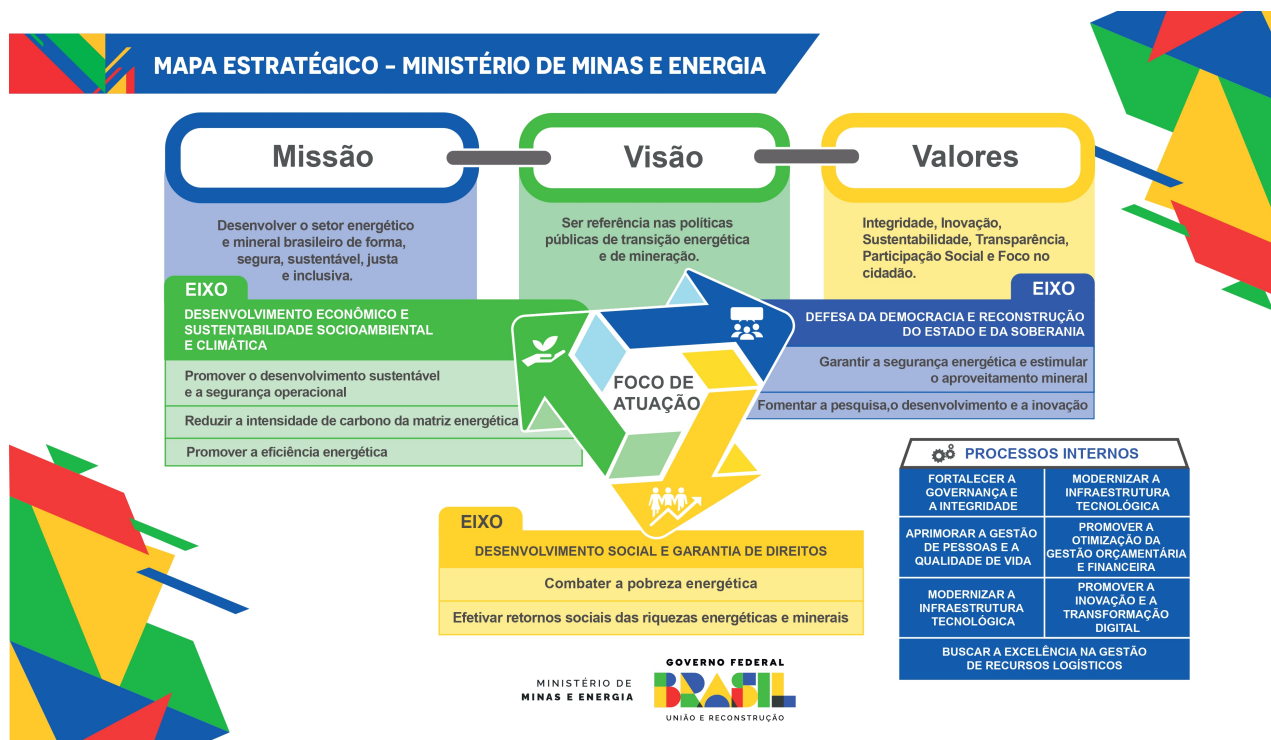 MAPA ESTRATÉGICO - MINISTÉRIO DE MINAS E ENERGIA
Missão
Visão
Valores
Desenvolver o setor energético
e mineral brasileiro de forma,
segura, sustentável, justa
e inclusiva.
Ser referência nas políticas
públicas de transição energética
e de mineração.
Integridade, Inovação,
Sustentabilidade, Transparência,
Participação Social e Foco no
cidadão.
EIXO
DESENVOLVIMENTO ECONÔMICO E
SUSTENTABILIDADE SOCIOAMBIENTAL
E CLIMÁTICA
Promover o desenvolvimento sustentável
e a segurança operacional
Reduzir a intensidade de carbono da matriz energética
Promover a eficiência energética
FOCO DE
ATUAÇÃO
EIXO
DEFESA DA DEMOCRACIA E RECONSTRUÇÃO
DO ESTADO E DA SOBERANIA
Garantir a segurança energética e estimular
o aproveitamento mineral
Fomentar a pesquisa,o desenvolvimento e a inovação
EIXO
DESENVOLVIMENTO SOCIAL E GARANTIA DE DIREITOS
Combater a pobreza energética
Efetivar retornos sociais das riquezas energéticas e minerais
PROCESSOS INTERNOS
FORTALECER A
GOVERNANÇA E
A INTEGRIDADE
MODERNIZAR A
INFRAESTRUTURA
TECNOLÓGICA
APRIMORAR A GESTÃO
DE PESSOAS E A
QUALIDADE DE VIDA
PROMOVER A
OTIMIZAÇÃO DA
GESTÃO ORÇAMENTÁRIA
E FINANCEIRA
MODERNIZAR A
INFRAESTRUTURA
TECNOLÓGICA
PROMOVER A
INOVAÇÃO E A
TRANSFORMAÇÃO
DIGITAL
BUSCAR A EXCELÊNCIA NA GESTÃO
DE RECURSOS LOGÍSTICOS
MINISTÉRIO DE
MINAS E ENERGIA
GOVERNO FEDERAL
BRASIL
UNIÃO E RECONSTRUÇÃO